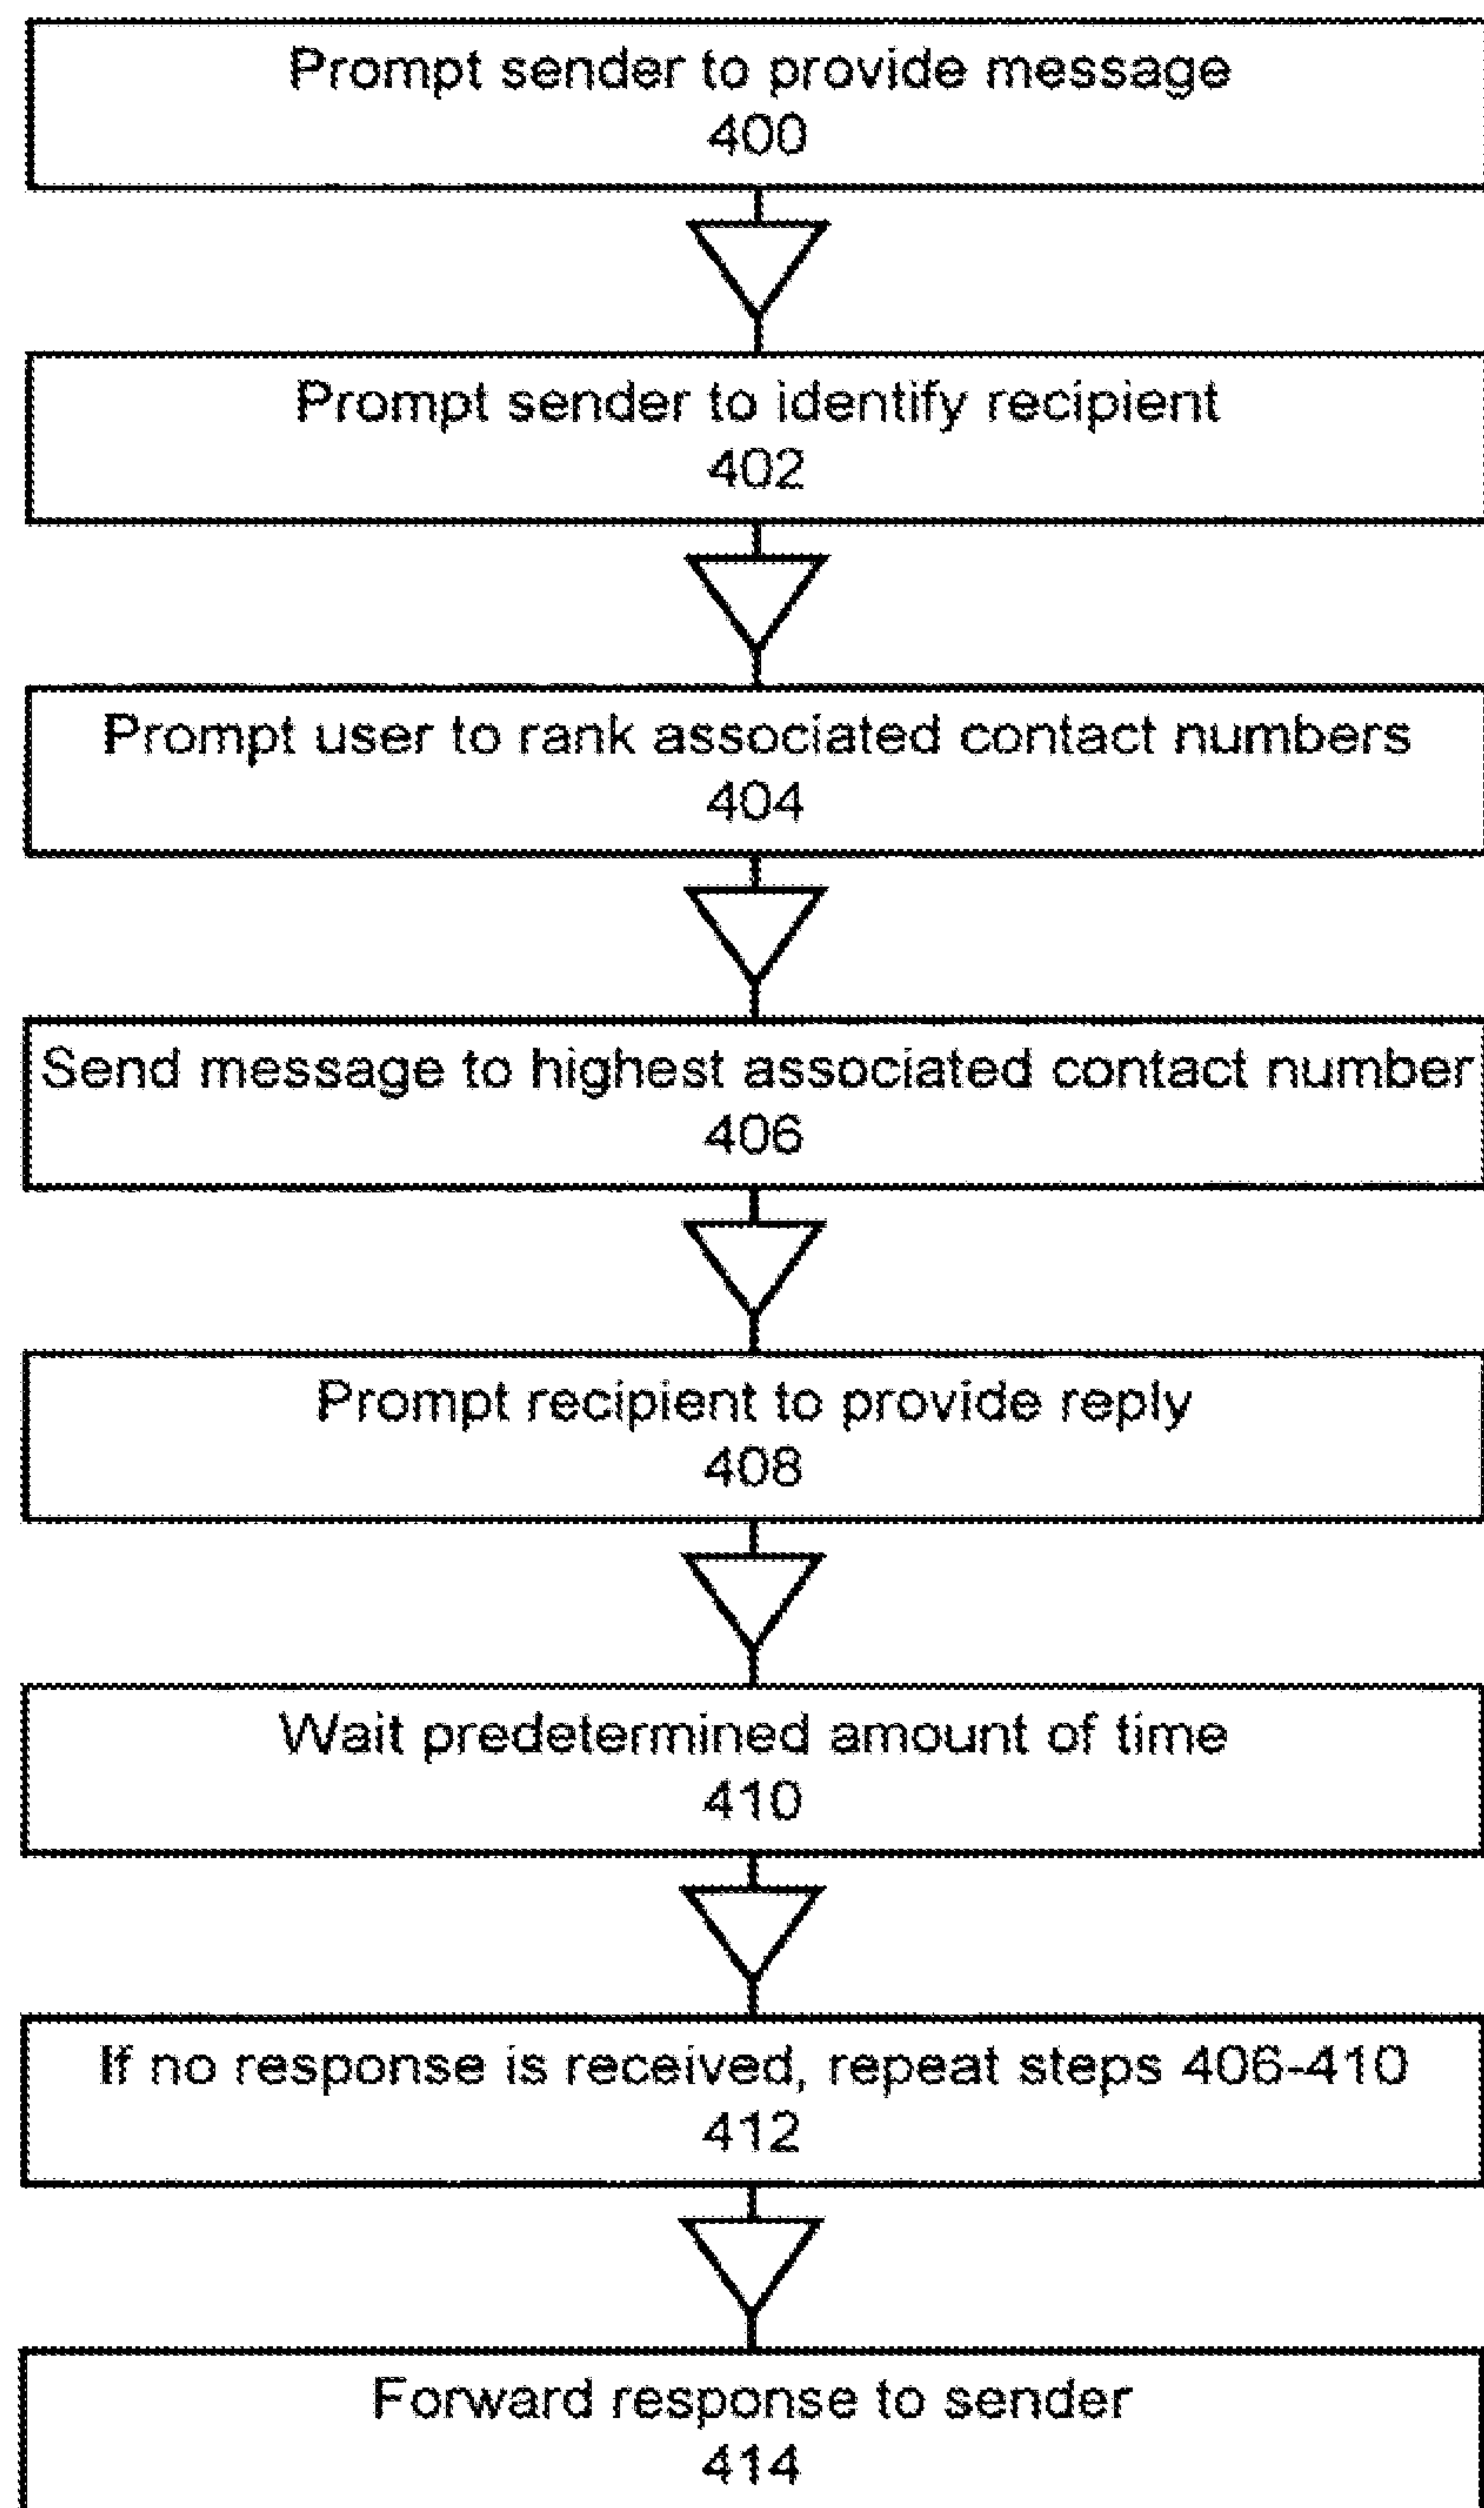 Prompt sender to provide message
400
Prompt sender to identify recipient
402
Prompt user to rank associated contact numbers
404
Send message to highest associated contact number
406
Prompt recipient to provide reply
408
Wait predetermined amount of time
410
If no response is received, repeat steps 406-410
412
Forward response to sender
414